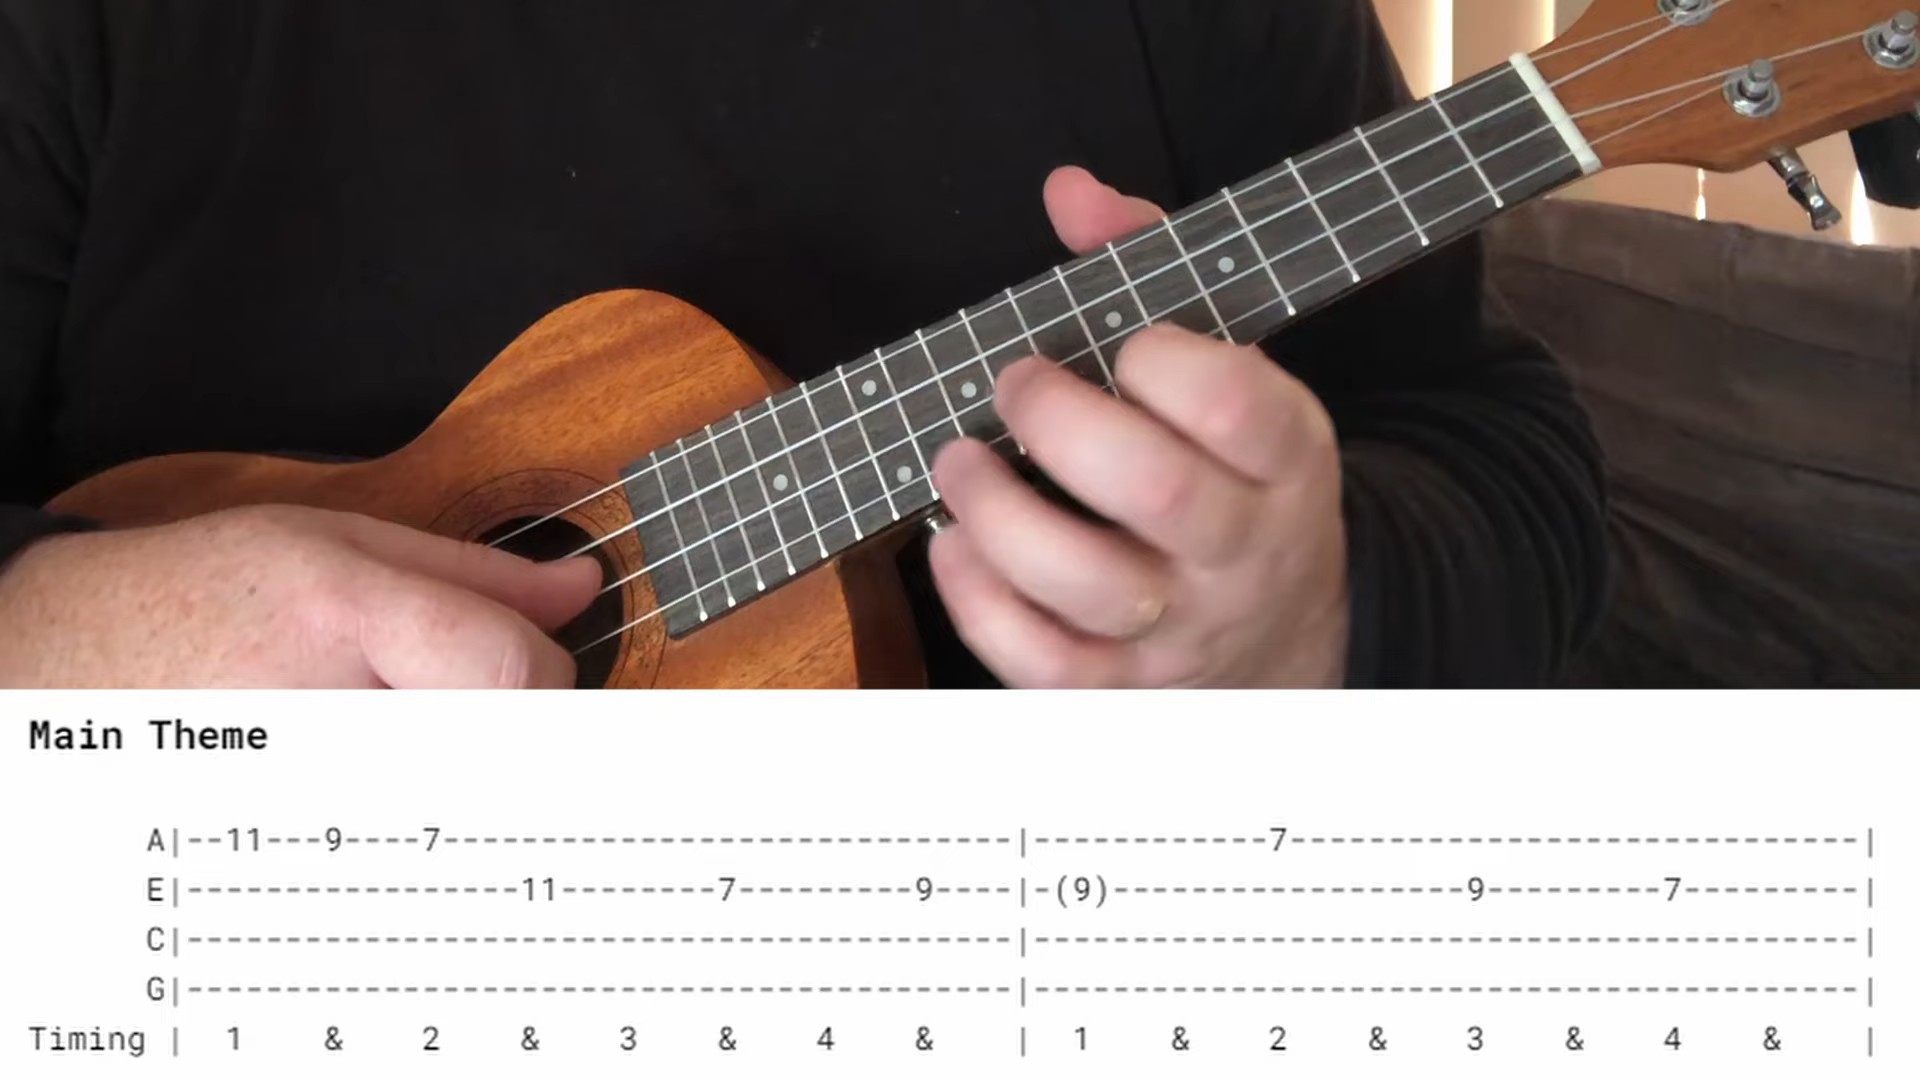 Main Theme
A|--11---9----7-----------------------------|-----------7-----------------------------|
E|----------------11-------7--------9----|-(9)-----------------9--------7---------|
C|-----------------------------------------|-----------------------------------------|
G|-----------------------------------------|-----------------------------------------|
Timing | 1 & 2 & 3 & 4 & | 1 & 2 & 3 & 4 & |